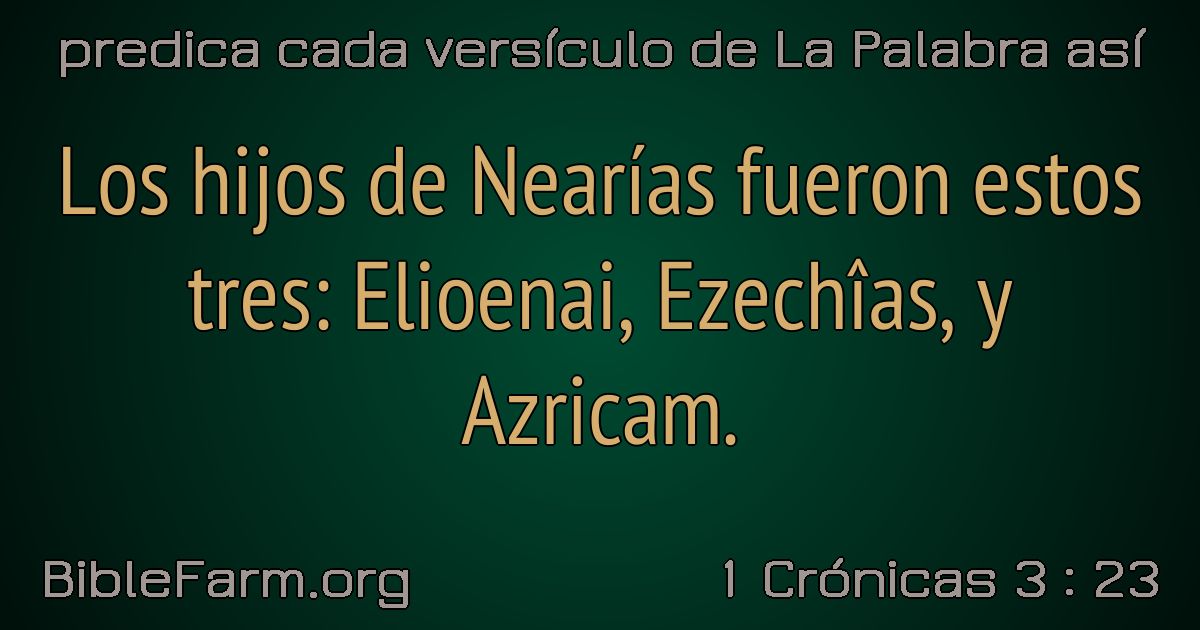 predica cada versículo de La Palabra así
Los hijos de Nearías fueron estos
tres: Elioenai, Ezechîas, y
Azricam.
BibleFarm.org
1 Crónicas 3 : 23